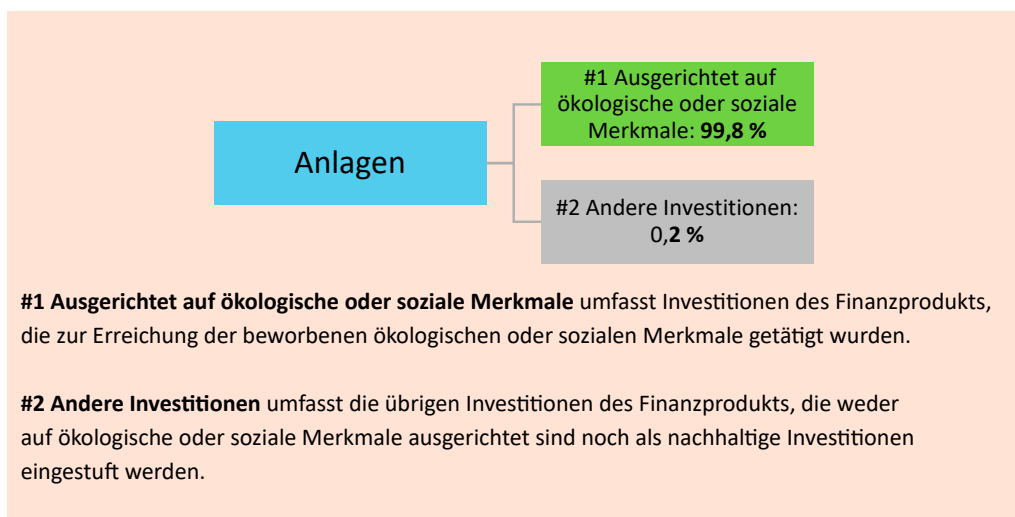 #1 Ausgerichtet auf
ökologische oder soziale
Merkmale: 99,8 %
Anlagen
#2 Andere Investitionen:
0,2 %
#1 Ausgerichtet auf ökologische oder soziale Merkmale umfasst Investitionen des Finanzprodukts,
die zur Erreichung der beworbenen ökologischen oder sozialen Merkmale getätigt wurden.
#2 Andere Investitionen umfasst die übrigen Investitionen des Finanzprodukts, die weder
auf ökologische oder soziale Merkmale ausgerichtet sind noch als nachhaltige Investitionen
eingestuft werden.